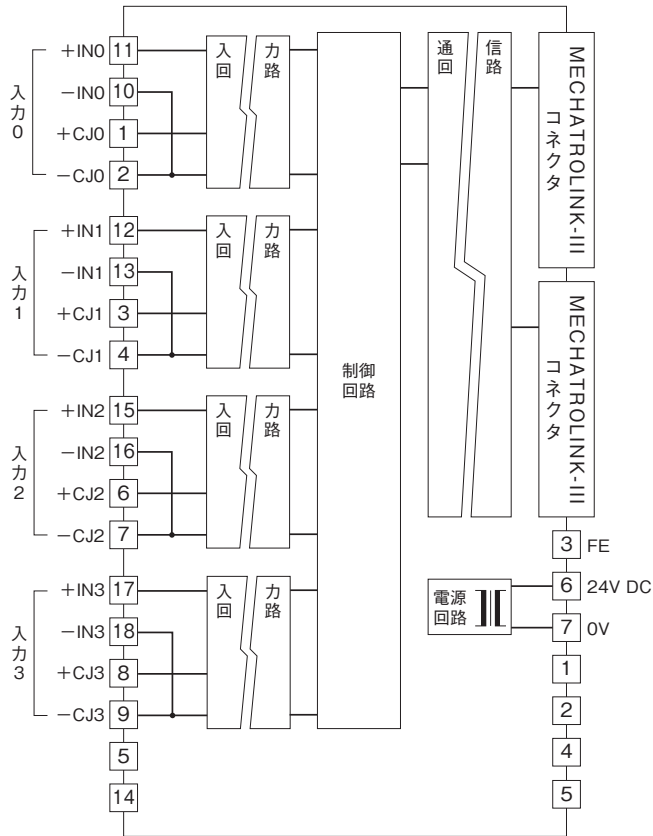 入力0
+IN0 11
−IN0 10
+CJ0 1
−CJ0 2
入力回路
入力1
+IN1 12
−IN1 13
+CJ1 3
−CJ1 4
入力回路
入力2
+IN2 15
−IN2 16
+CJ2 6
−CJ2 7
入力回路
入力3
+IN3 17
−IN3 18
+CJ3 8
−CJ3 9
入力回路
5
14
制御
回路
通信回路
MECHATROLINK-III
コネクタ
MECHATROLINK-III
コネクタ
3 FE
電源
回路
6 24V DC
7 0V
1
2
4
5